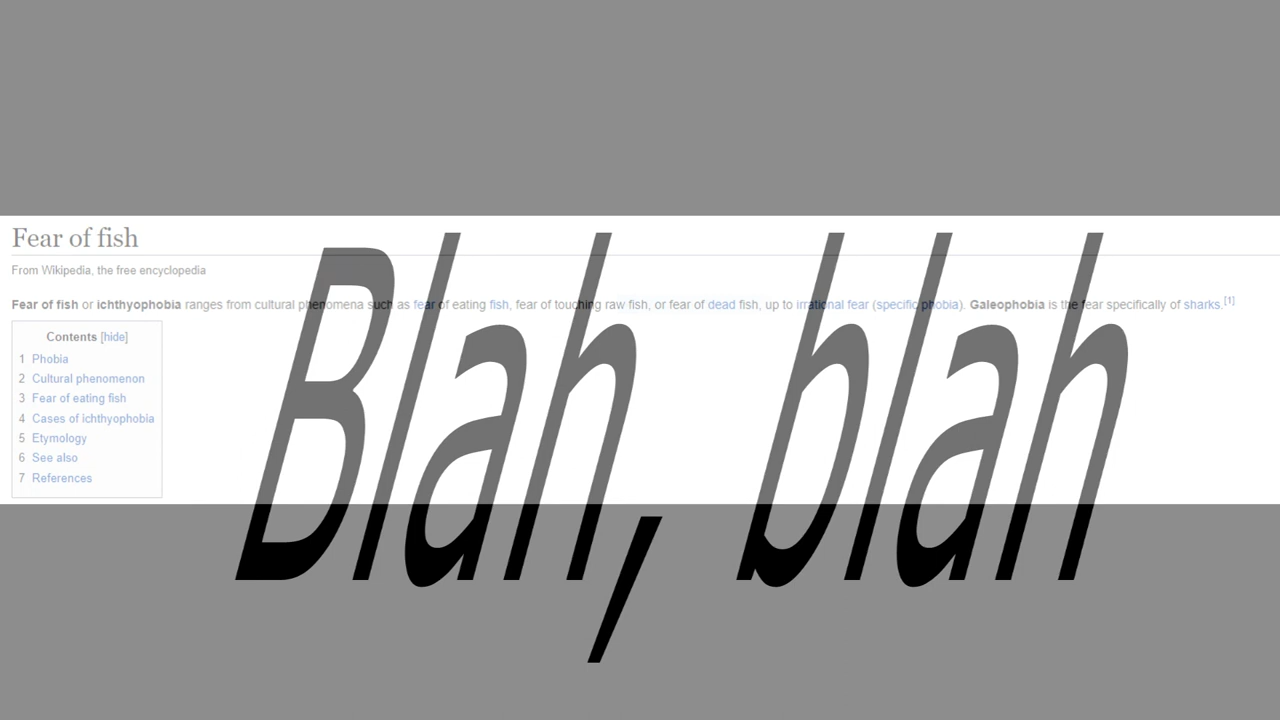 Fear of fish
From Wikipedia, the free encyclopedia
Fear of fish or ichthyophobia ranges from cultural phenomena such as fear of eating fish, fear of touching raw fish, or fear of dead fish, up to irrational fear (specific phobia). Galeophobia is the fear specifically of sharks.[1]
Contents [hide]
1 Phobia
2 Cultural phenomenon
3 Fear of eating fish
4 Cases of ichthyophobia
5 Etymology
6 See also
7 References
Blah, blah